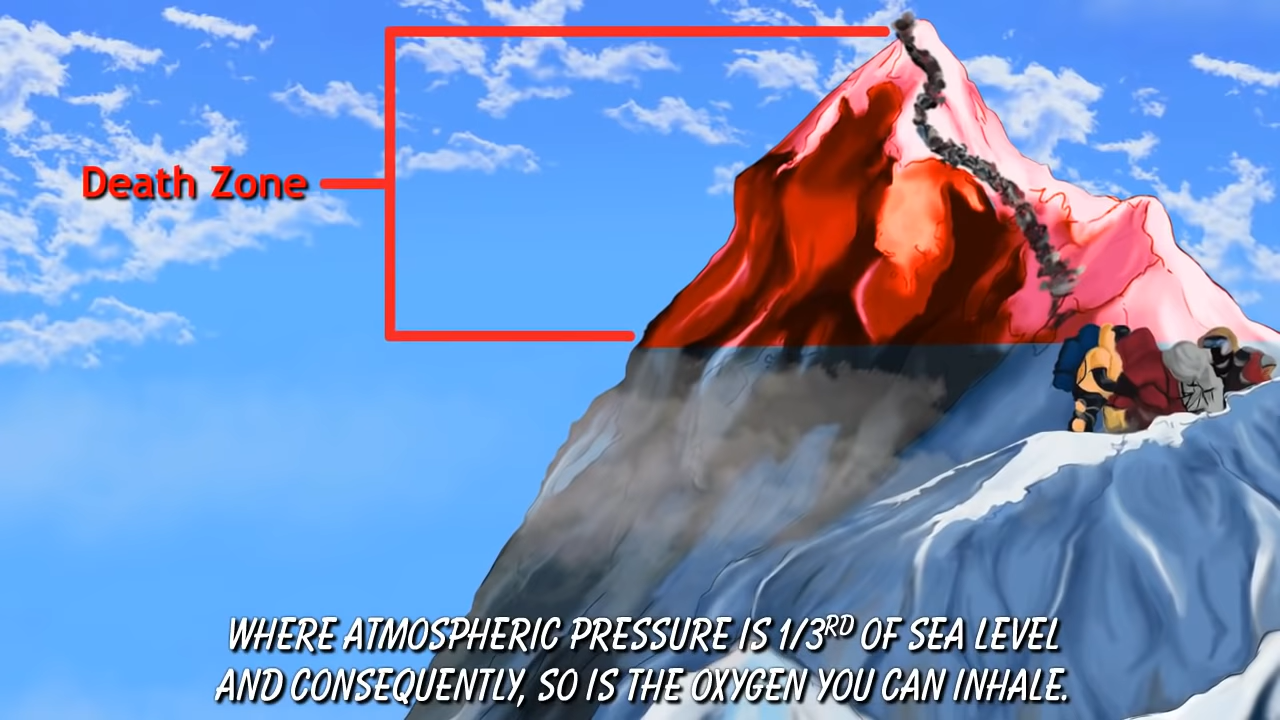 Death Zone
WHERE ATMOSPHERIC PRESSURE IS 1/3RD OF SEA LEVEL
AND CONSEQUENTLY, SO IS THE OXYGEN YOU CAN INHALE.